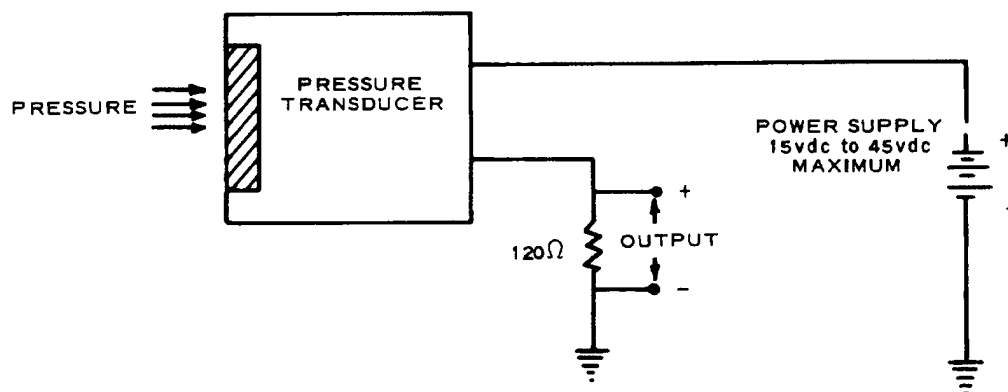 PRESSURE
PRESSURE
TRANSDUCER
POWER SUPPLY
15vdc to 45vdc
MAXIMUM
+
-
+
120Ω
OUTPUT
-